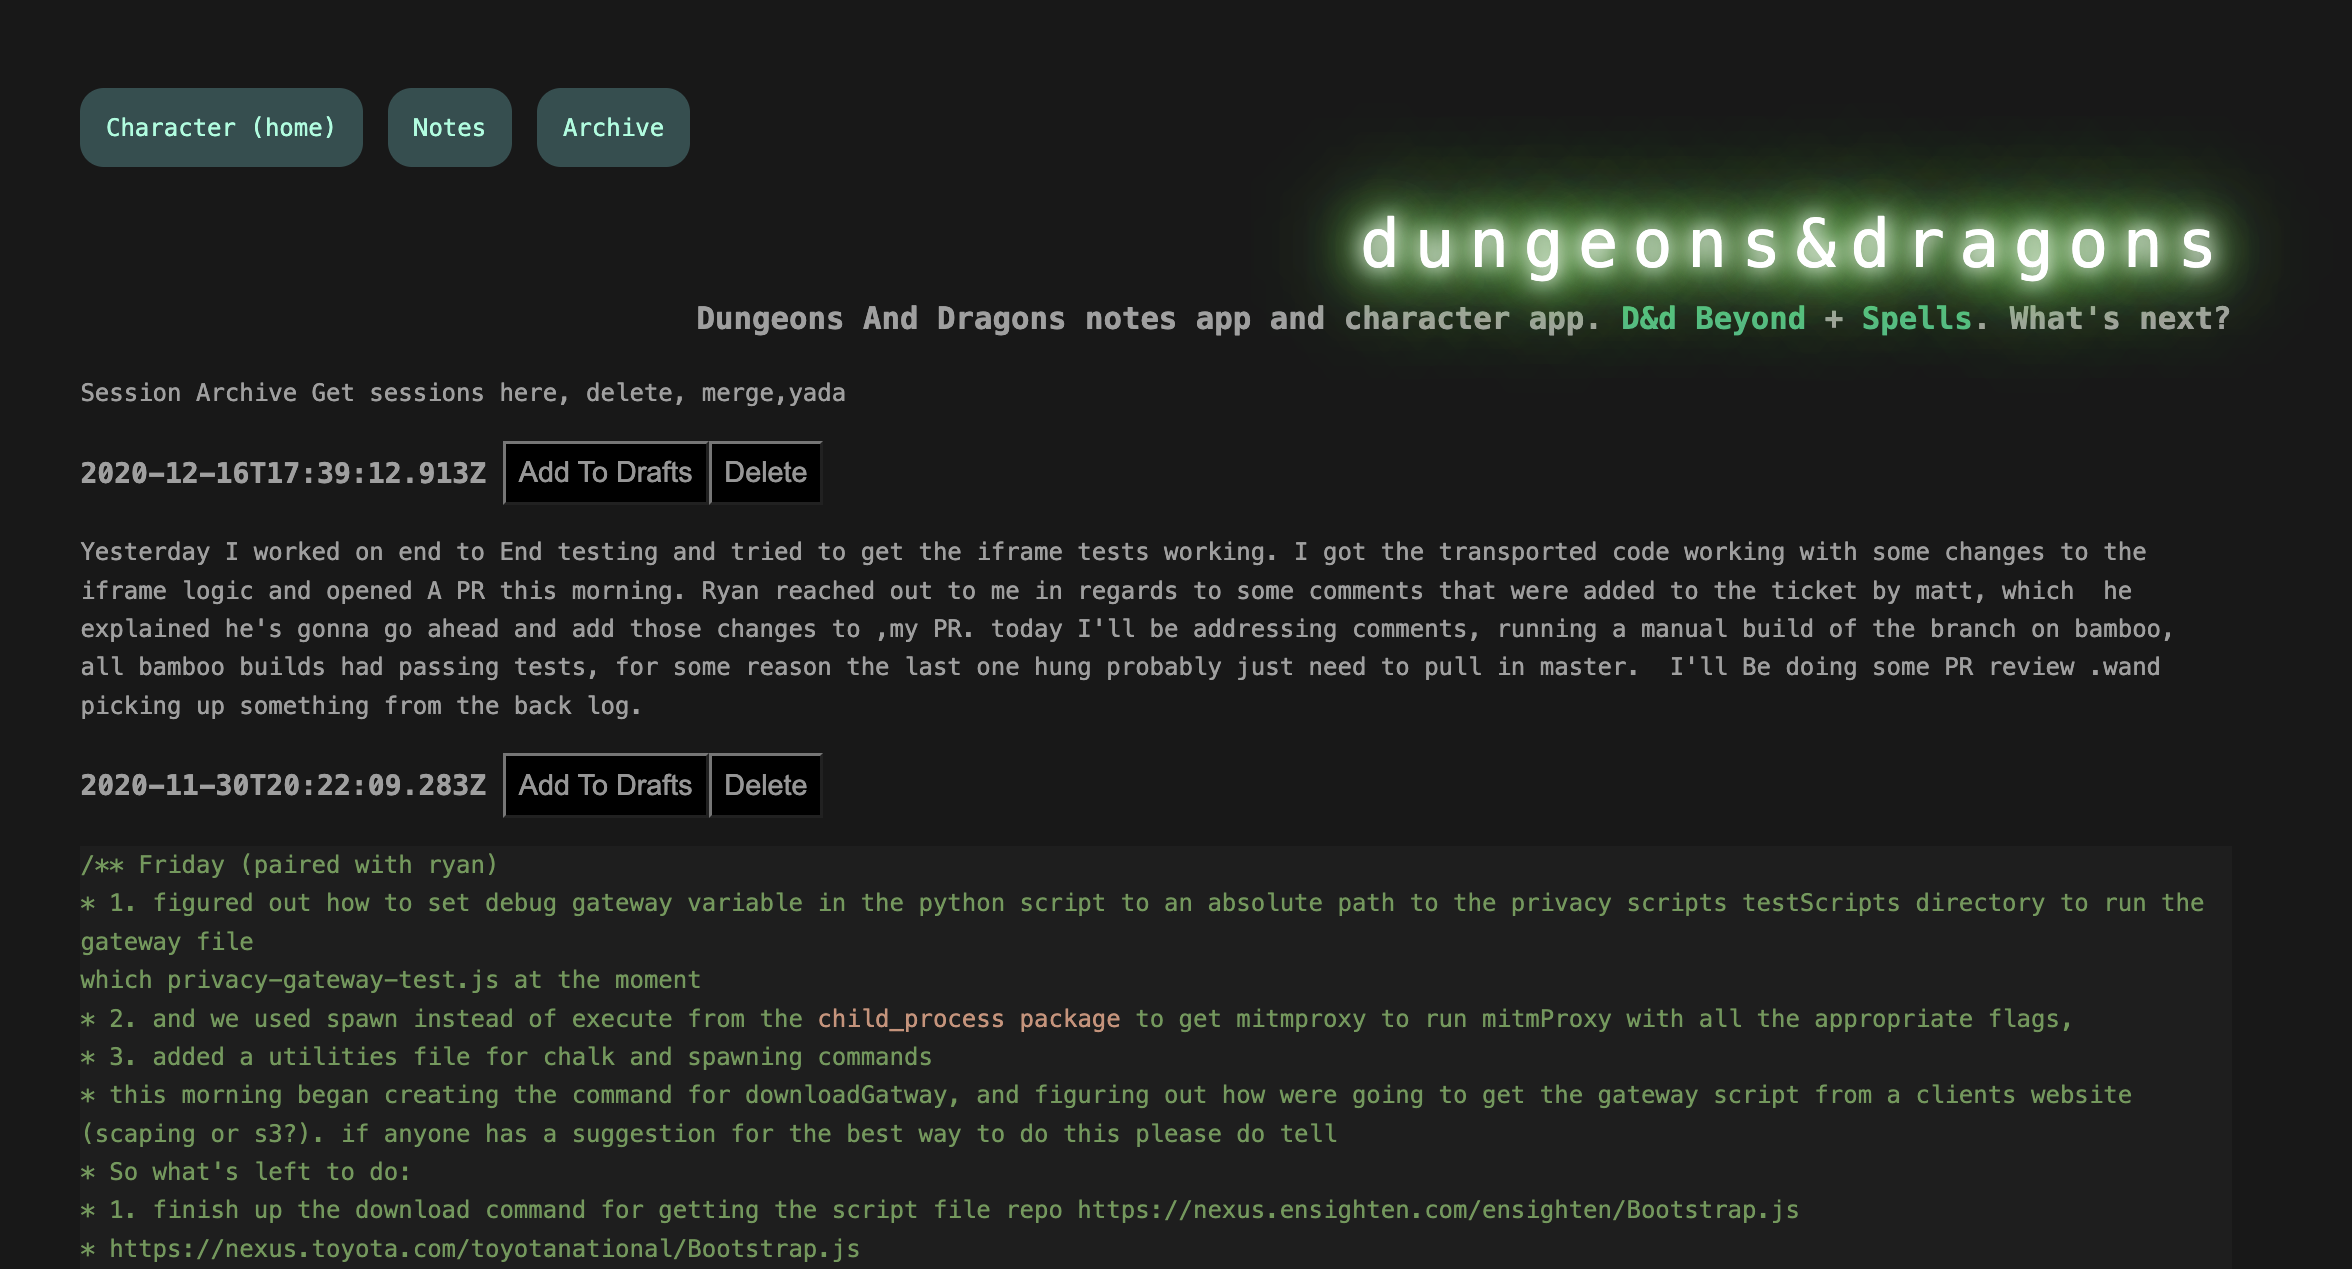 Character (home) Notes Archive
dungeons&dragons
Dungeons And Dragons notes app and character app. D&d Beyond + Spells. What's next?
Session Archive Get sessions here, delete, merge,yada
2020-12-16T17:39:12.913Z Add To Drafts Delete
Yesterday I worked on end to End testing and tried to get the iframe tests working. I got the transported code working with some changes to the
iframe logic and opened A PR this morning. Ryan reached out to me in regards to some comments that were added to the ticket by matt, which  he
explained he's gonna go ahead and add those changes to ,my PR. today I'll be addressing comments, running a manual build of the branch on bamboo,
all bamboo builds had passing tests, for some reason the last one hung probably just need to pull in master.  I'll Be doing some PR review .wand
picking up something from the back log.
2020-11-30T20:22:09.283Z Add To Drafts Delete
/** Friday (paired with ryan)
* 1. figured out how to set debug gateway variable in the python script to an absolute path to the privacy scripts testScripts directory to run the
gateway file
which privacy-gateway-test.js at the moment
* 2. and we used spawn instead of execute from the child_process package to get mitmproxy to run mitmProxy with all the appropriate flags,
* 3. added a utilities file for chalk and spawning commands
* this morning began creating the command for downloadGatway, and figuring out how were going to get the gateway script from a clients website
(scaping or s3?). if anyone has a suggestion for the best way to do this please do tell
* So what's left to do:
* 1. finish up the download command for getting the script file repo https://nexus.ensighten.com/ensighten/Bootstrap.js
* https://nexus.toyota.com/toyotanational/Bootstrap.js